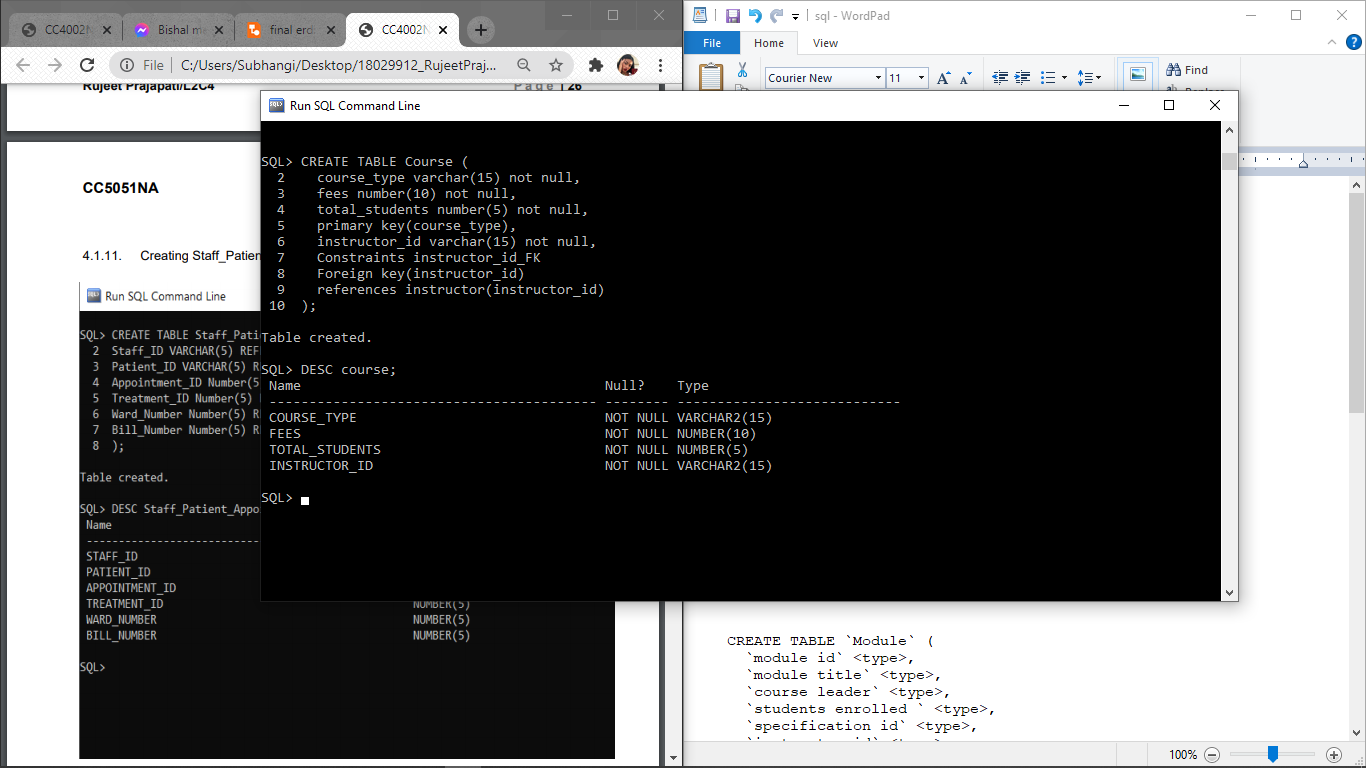 CC4002N
Bishal me
final erd.
CC4002N
File
C:/Users/Subhangi/Desktop/18029912_RujeetPraj...
Rujeet Prajapati/L2C4
Page | 26
CC5051NA
4.1.11. Creating Staff_Patien
Run SQL Command Line
SQL> CREATE TABLE Staff_Pati
2 Staff_ID VARCHAR(5) REF
3 Patient_ID VARCHAR(5) R
4 Appointment_ID Number(5
5 Treatment_ID Number(5)
6 Ward_Number Number(5) R
7 Bill_Number Number(5) R
8 );
Table created.
SQL> DESC Staff_Patient_Appo
Name
STAFF_ID
PATIENT_ID
APPOINTMENT_ID
TREATMENT_ID NUMBER(5)
WARD_NUMBER NUMBER(5)
BILL_NUMBER NUMBER(5)
SQL>
sql - WordPad
File Home View
Courier New 11
Find
Run SQL Command Line
SQL> CREATE TABLE Course (
2 course_type varchar(15) not null,
3 fees number(10) not null,
4 total_students number(5) not null,
5 primary key(course_type),
6 instructor_id varchar(15) not null,
7 Constraints instructor_id_FK
8 Foreign key(instructor_id)
9 references instructor(instructor_id)
10 );
Table created.
SQL> DESC course;
Name Null? Type
----------------------------------------- -------- ----------------------------
COURSE_TYPE NOT NULL VARCHAR2(15)
FEES NOT NULL NUMBER(10)
TOTAL_STUDENTS NOT NULL NUMBER(5)
INSTRUCTOR_ID NOT NULL VARCHAR2(15)
SQL>
CREATE TABLE `Module` (
`module id` <type>,
`module title` <type>,
`course leader` <type>,
`students enrolled ` <type>,
`specification id` <type>,
100%